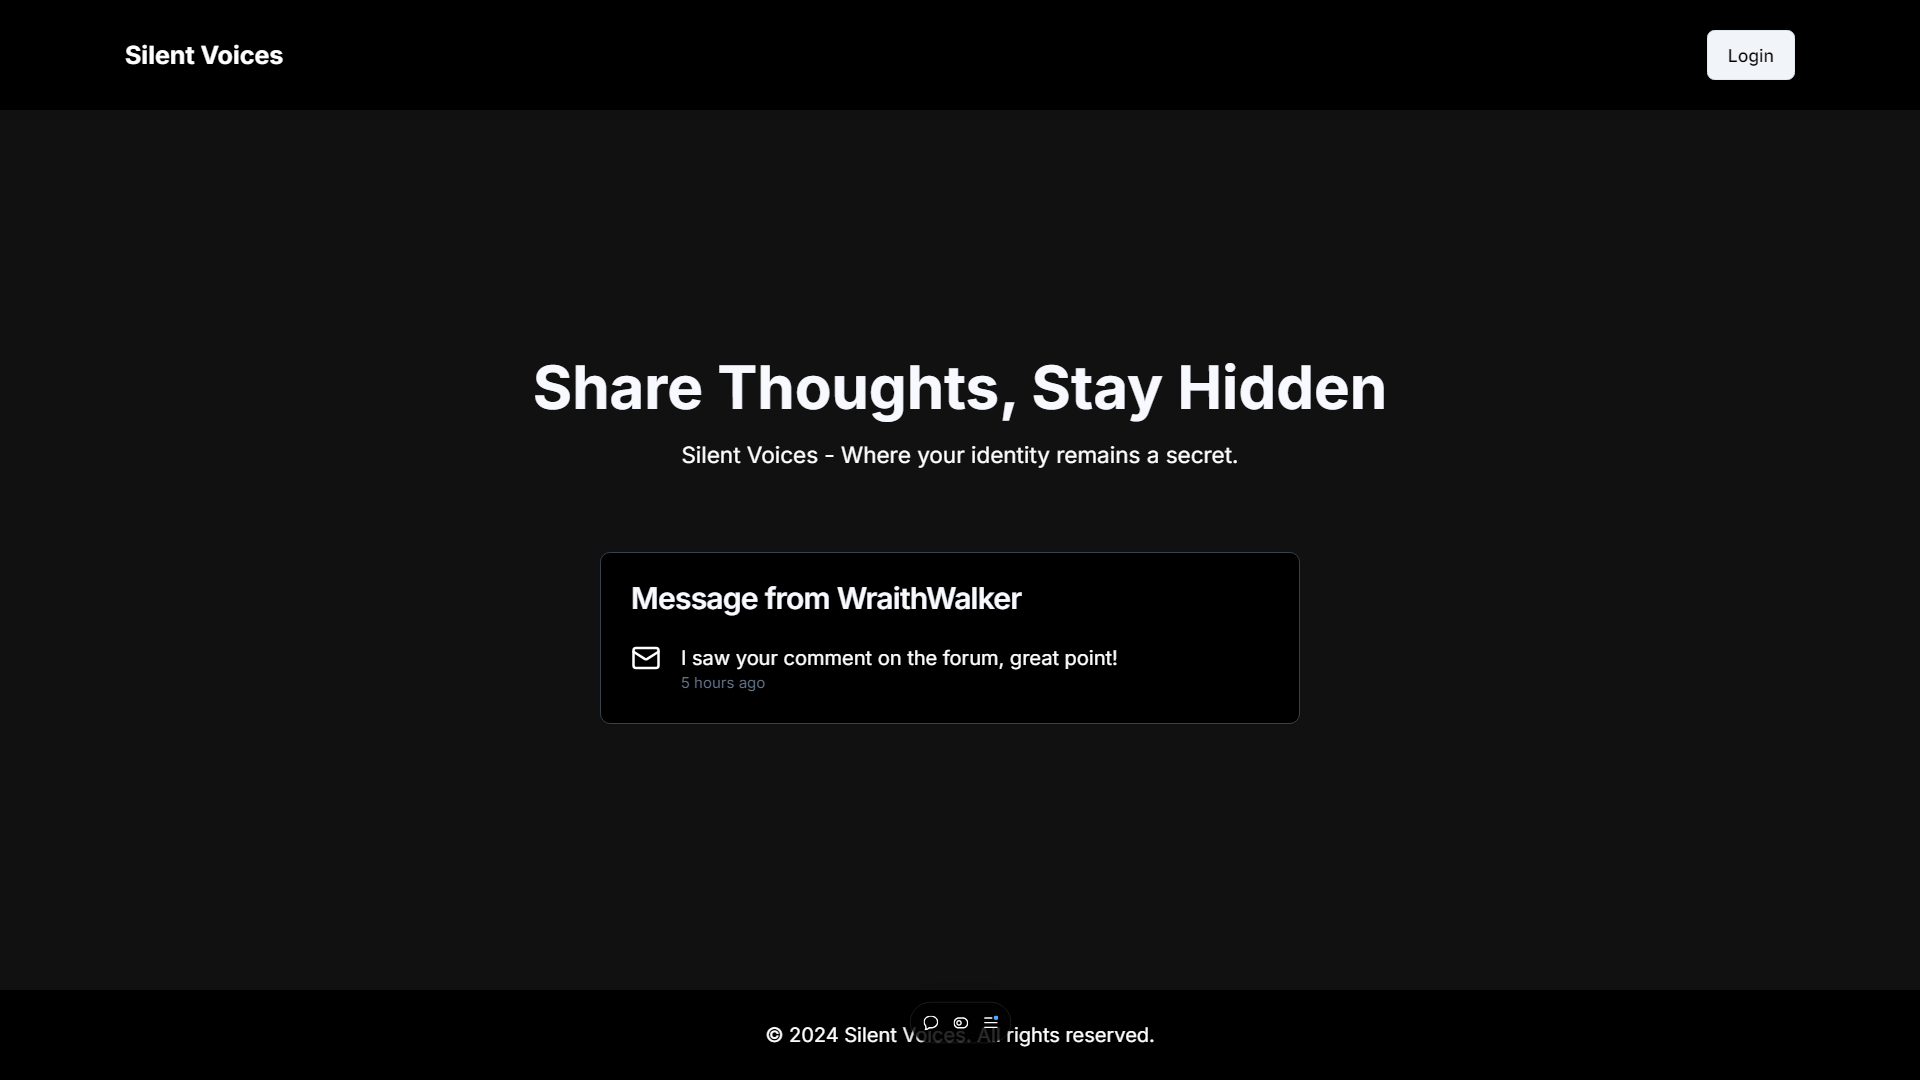 Silent Voices
Login
Share Thoughts, Stay Hidden
Silent Voices - Where your identity remains a secret.
Message from WraithWalker
I saw your comment on the forum, great point!
5 hours ago
© 2024 Silent Voices. All rights reserved.